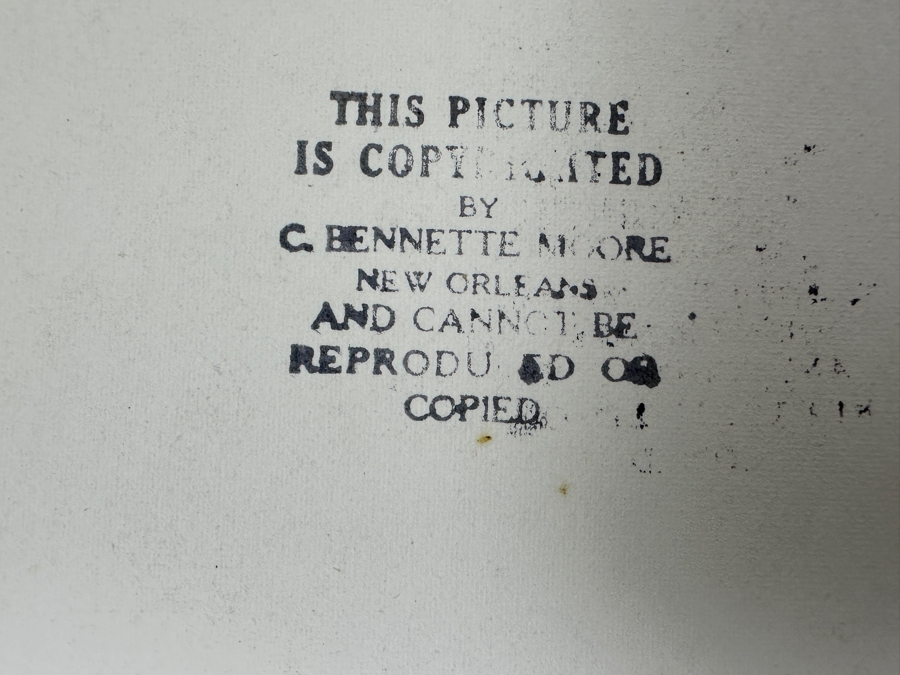 THIS PICTURE
IS COPYRIGHTED
BY
C. BENNETTE MOORE
NEW ORLEANS
AND CANNOT BE
REPRODUCED OR
COPIED